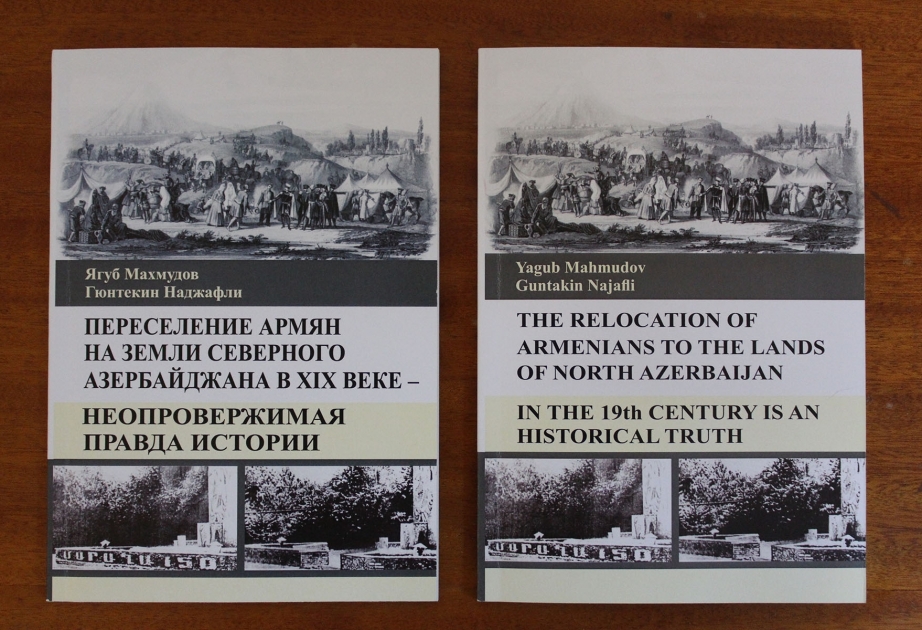 Ягуб Махмудов
Гюнтекин Наджафли
ПЕРЕСЕЛЕНИЕ АРМЯН
НА ЗЕМЛИ СЕВЕРНОГО
АЗЕРБАЙДЖАНА В XIX ВЕКЕ –
НЕОПРОВЕРЖИМАЯ
ПРАВДА ИСТОРИИ
Yagub Mahmudov
Guntakin Najafli
THE RELOCATION OF
ARMENIANS TO THE LANDS
OF NORTH AZERBAIJAN
IN THE 19th CENTURY IS AN
HISTORICAL TRUTH